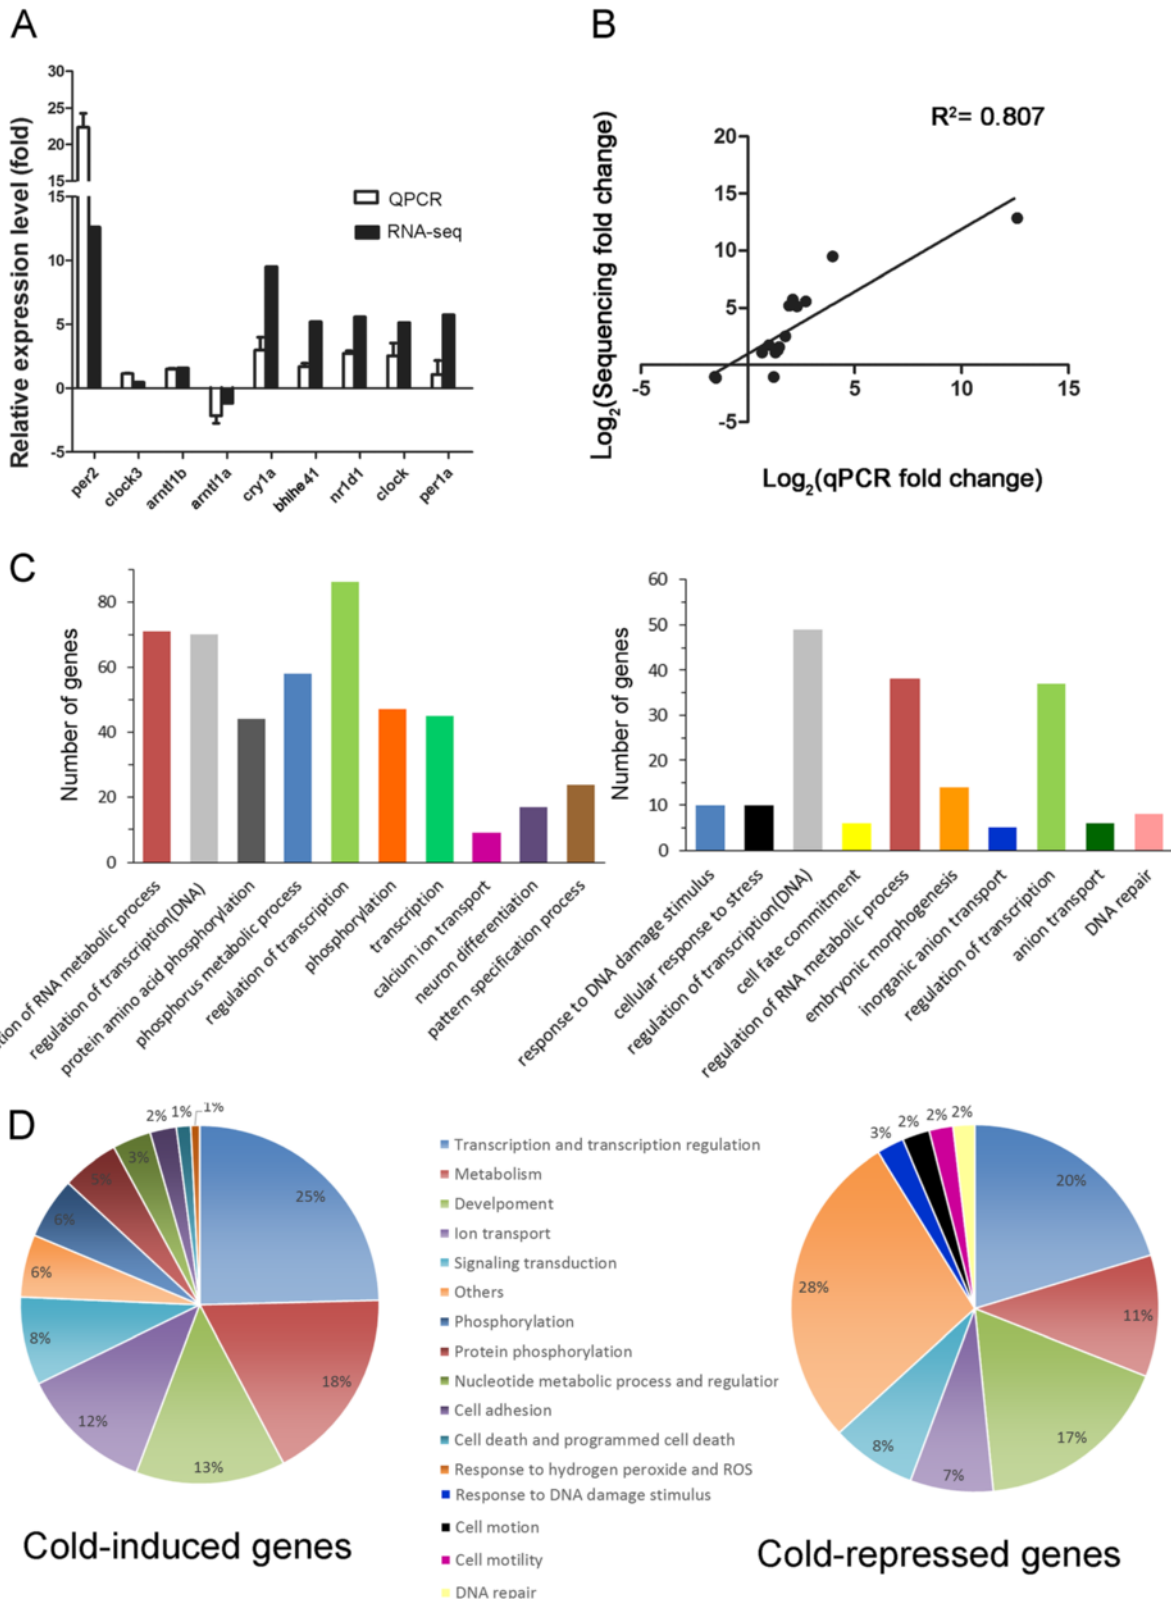 A
B
30
25
20
15
15
10
5
0
-5
Relative expression level (fold)
QPCR
RNA-seq
per2
clock3
arntl1b
arntl1a
cry1a
bhlhe41
nr1d1
clock
per1a
R²= 0.807
20
15
10
5
-5
-5
5
10
15
Log₂(Sequencing fold change)
Log₂(qPCR fold change)
C
80
60
40
20
0
Number of genes
tion of RNA metabolic process
regulation of transcription(DNA)
protein amino acid phosphorylation
phosphorus metabolic process
regulation of transcription
phosphorylation
transcription
calcium ion transport
neuron differentiation
pattern specification process
60
50
40
30
20
10
0
Number of genes
response to DNA damage stimulus
cellular response to stress
regulation of transcription(DNA)
cell fate commitment
regulation of RNA metabolic process
embryonic morphogenesis
inorganic anion transport
regulation of transcription
anion transport
DNA repair
D
25%
18%
13%
12%
8%
6%
6%
5%
3%
2%
1%
1%
Cold-induced genes
Transcription and transcription regulation
Metabolism
Develpoment
Ion transport
Signaling transduction
Others
Phosphorylation
Protein phosphorylation
Nucleotide metabolic process and regulation
Cell adhesion
Cell death and programmed cell death
Response to hydrogen peroxide and ROS
Response to DNA damage stimulus
Cell motion
Cell motility
DNA repair
20%
11%
17%
7%
8%
28%
3%
2%
2%
2%
Cold-repressed genes